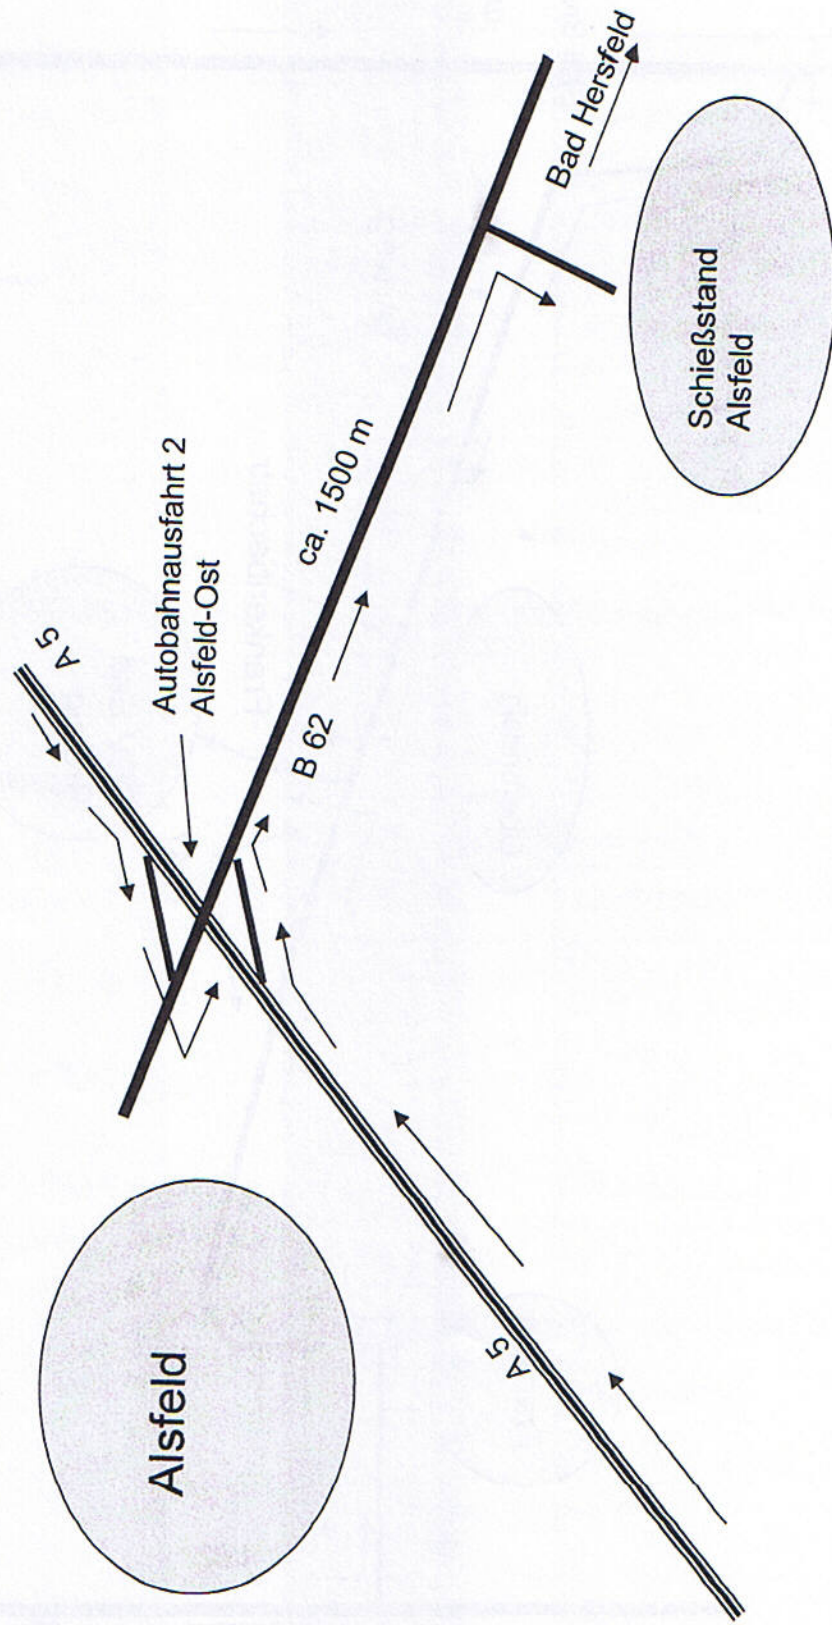 Alsfeld
A 5
Autobahnausfahrt 2
Alsfeld-Ost
B 62
ca. 1500 m
A 5
Bad Hersfeld
Schießstand
Alsfeld